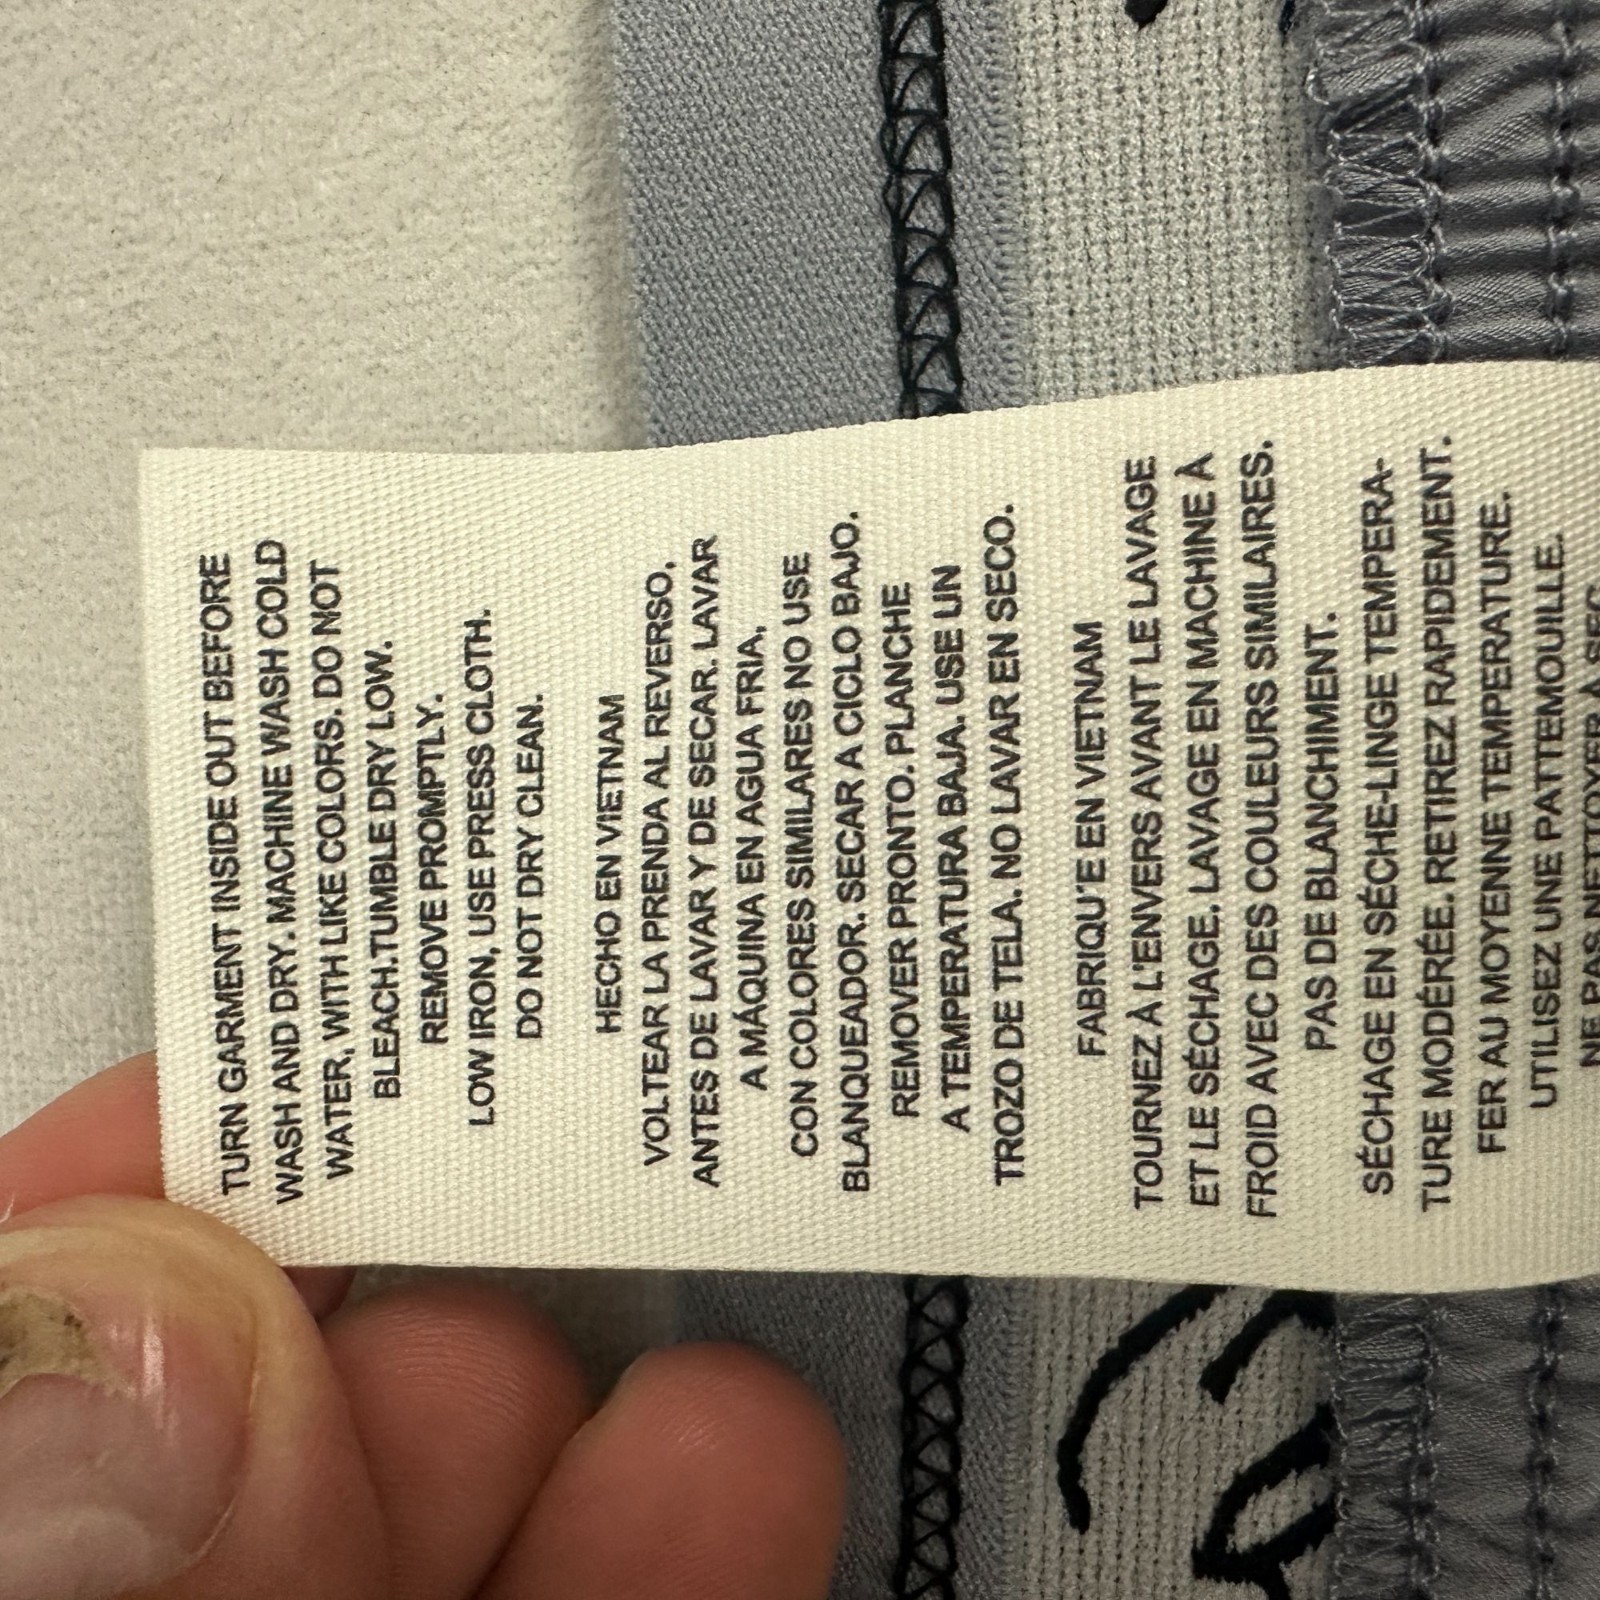 TURN GARMENT INSIDE OUT BEFORE
WASH AND DRY. MACHINE WASH COLD
WATER, WITH LIKE COLORS. DO NOT
BLEACH.TUMBLE DRY LOW.
REMOVE PROMPTLY.
LOW IRON, USE PRESS CLOTH.
DO NOT DRY CLEAN.
HECHO EN VIETNAM
VOLTEAR LA PRENDA AL REVERSO,
ANTES DE LAVAR Y DE SECAR. LAVAR
A MÁQUINA EN AGUA FRIA,
CON COLORES SIMILARES NO USE
BLANQUEADOR. SECAR A CICLO BAJO.
REMOVER PRONTO. PLANCHE
A TEMPERATURA BAJA. USE UN
TROZO DE TELA. NO LAVAR EN SECO.
FABRIQU'E EN VIETNAM
TOURNEZ À L'ENVERS AVANT LE LAVAGE
ET LE SÉCHAGE. LAVAGE EN MACHINE À
FROID AVEC DES COULEURS SIMILAIRES.
PAS DE BLANCHIMENT.
SÉCHAGE EN SÉCHE-LINGE TEMPERA-
TURE MODÉRÉE. RETIREZ RAPIDEMENT.
FER AU MOYENNE TEMPERATURE.
UTILISEZ UNE PATTEMOUILLE.
NE PAS NETTOYER À SEC